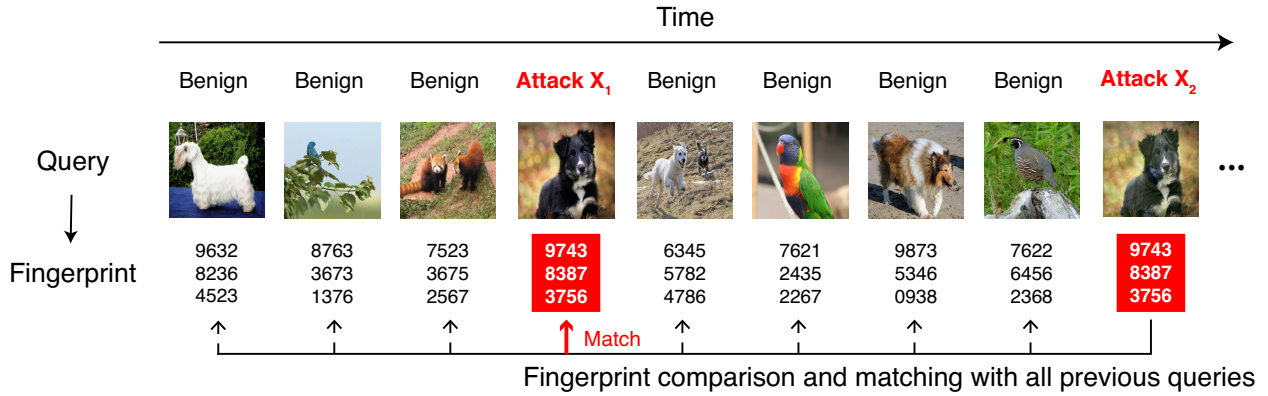 Time
Benign Benign Benign Attack X1 Benign Benign Benign Benign Attack X2
Query
...
Fingerprint
9632 8763 7523 9743 6345 7621 9873 7622 9743
8236 3673 3675 8387 5782 2435 5346 6456 8387
4523 1376 2567 3756 4786 2267 0938 2368 3756
Match
Fingerprint comparison and matching with all previous queries